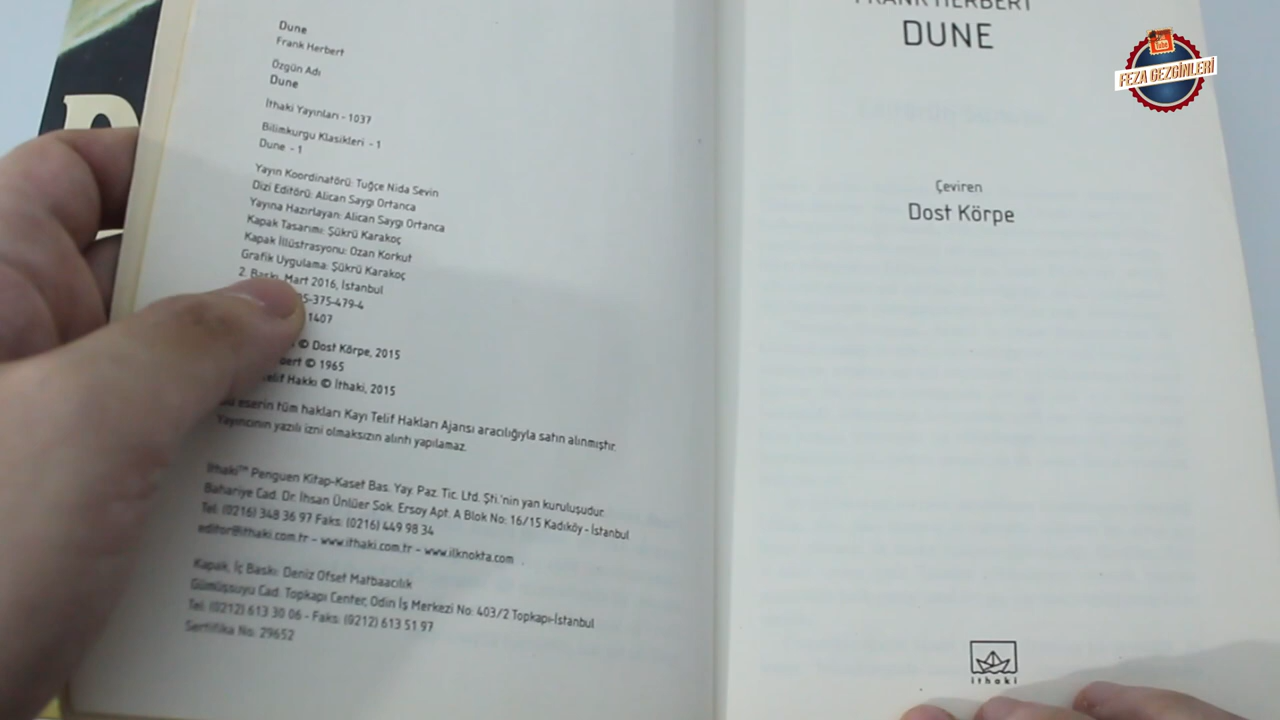 Dune
Frank Herbert
Özgün Adı
Dune
İthaki Yayınları - 1037
Bilimkurgu Klasikleri - 1
Dune - 1
Yayın Koordinatörü: Tuğçe Nida Sevin
Dizi Editörü: Alican Saygı Ortanca
Yayına Hazırlayan: Alican Saygı Ortanca
Kapak Tasarımı: Şükrü Karakoç
Kapak İllüstrasyonu: Ozan Korkut
Grafik Uygulama: Şükrü Karakoç
2. Baskı, Mart 2016, İstanbul
5-375-479-4
1407
© Dost Körpe, 2015
© 1965
Hakkı © İthaki, 2015
eserin tüm hakları Kayı Telif Hakları Ajansı aracılığıyla satın alınmıştır.
Yayıncının yazılı izni olmaksızın alıntı yapılamaz.
İthaki™ Penguen Kitap-Kaset Bas. Yay. Paz. Tic. Ltd. Şti.'nin yan kuruluşudur.
Bahariye Cad. Dr. İhsan Ünlüer Sok. Ersoy Apt. A Blok No: 16/15 Kadıköy - İstanbul
Tel: (0216) 348 36 97 Faks: (0216) 449 98 34
editor@ithaki.com.tr – www.ithaki.com.tr – www.ilknokta.com
Kapak, İç Baskı: Deniz Ofset Matbaacılık
Gümüşsuyu Cad. Topkapı Center, Odin İş Merkezi No: 403/2 Topkapı-İstanbul
Tel: (0212) 613 30 06 - Faks: (0212) 613 51 97
Sertifika No: 29652
FRANK HERBERT
DUNE
Çeviren
Dost Körpe
ithaki
FEZA GEZGİNLERİ